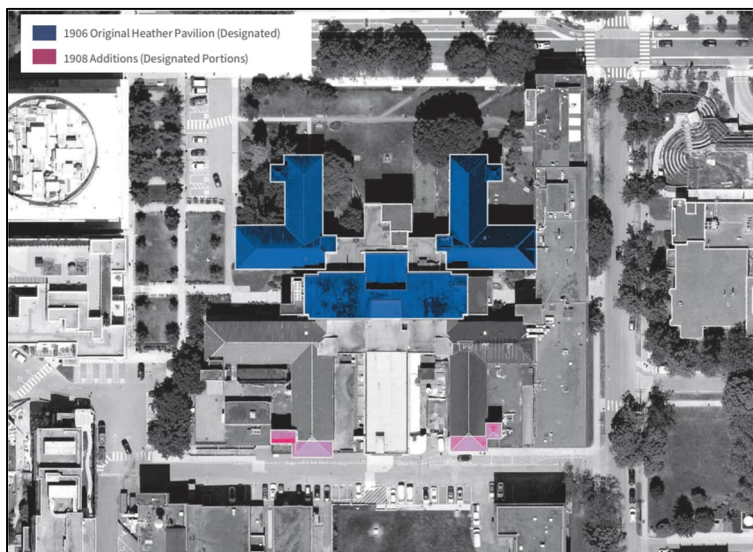 1906 Original Heather Pavilion (Designated)
1908 Additions (Designated Portions)